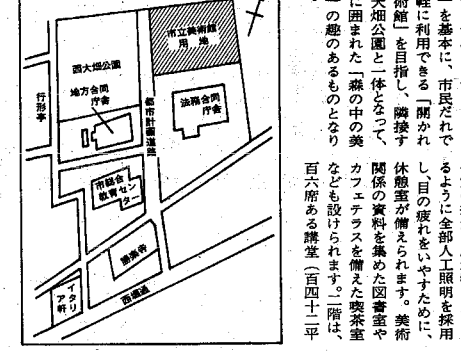 市立美術館
用地
西大畑公園
地方合同
庁舎
行形亭
都市計画道路
法務合同
庁舎
市総合
教育セン
ター
勝楽寺
イタリ
ア軒
西堀通
」を基本に、市民だれで
軽に利用できる「開かれ
術館」を目指し、隣接す
大畑公園と一体となって、
に囲まれた「森の中の美
」の趣のあるものとなり
るように全部人工照明を採用
し、目の疲れをいやすために、
休憩室が備えられます。美術
関係の資料を集めた図書室や
カフェテラスを備えた喫茶室
なども設けられます。二階は、
百六席ある講堂（百四十二平